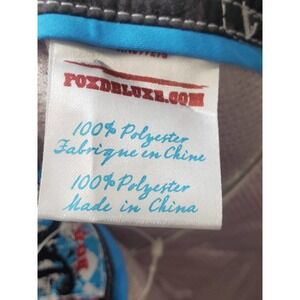 FOXDELUXE.COM
100% Polyester
Fabrique en Chine
100% Polyester
Made in China